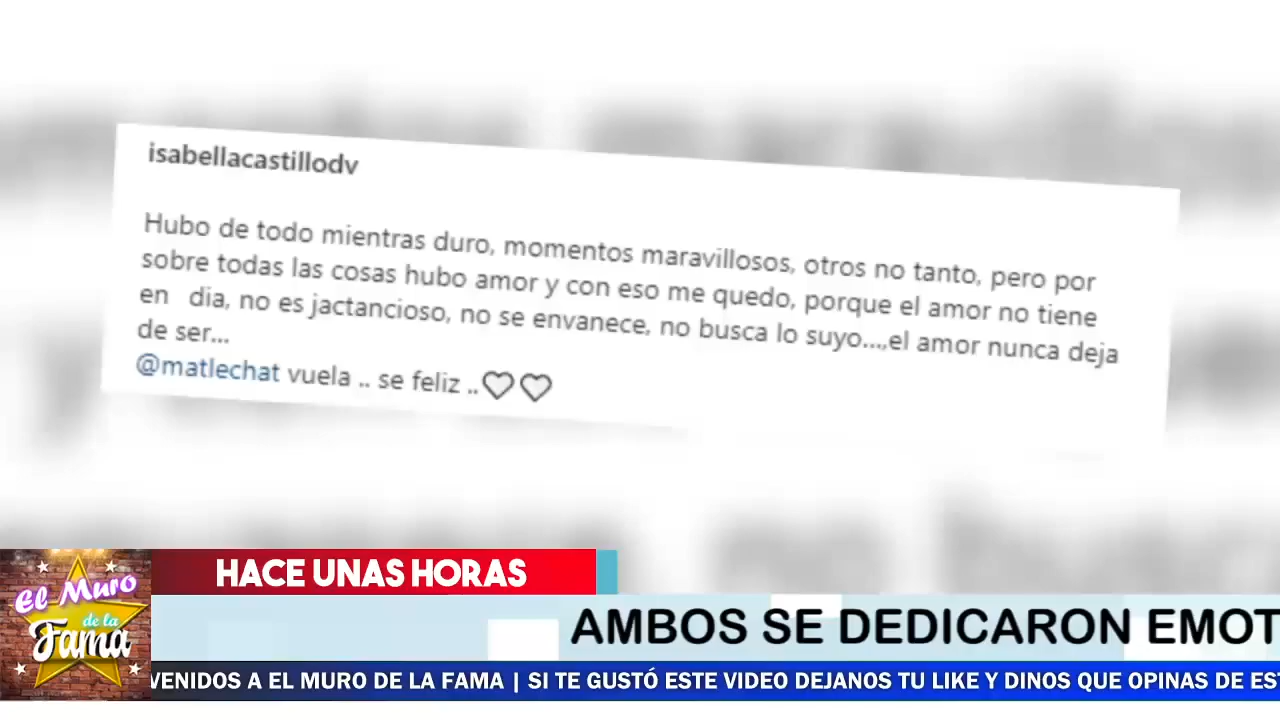 isabellacastillodv
Hubo de todo mientras duro, momentos maravillosos, otros no tanto, pero por
sobre todas las cosas hubo amor y con eso me quedo, porque el amor no tiene
en dia, no es jactancioso, no se envanece, no busca lo suyo...,el amor nunca deja
de ser...
@matlechat vuela .. se feliz ..♡♡
HACE UNAS HORAS
El Muro
de la
Fama
AMBOS SE DEDICARON EMOT
VENIDOS A EL MURO DE LA FAMA | SI TE GUSTÓ ESTE VIDEO DEJANOS TU LIKE Y DINOS QUE OPINAS DE EST